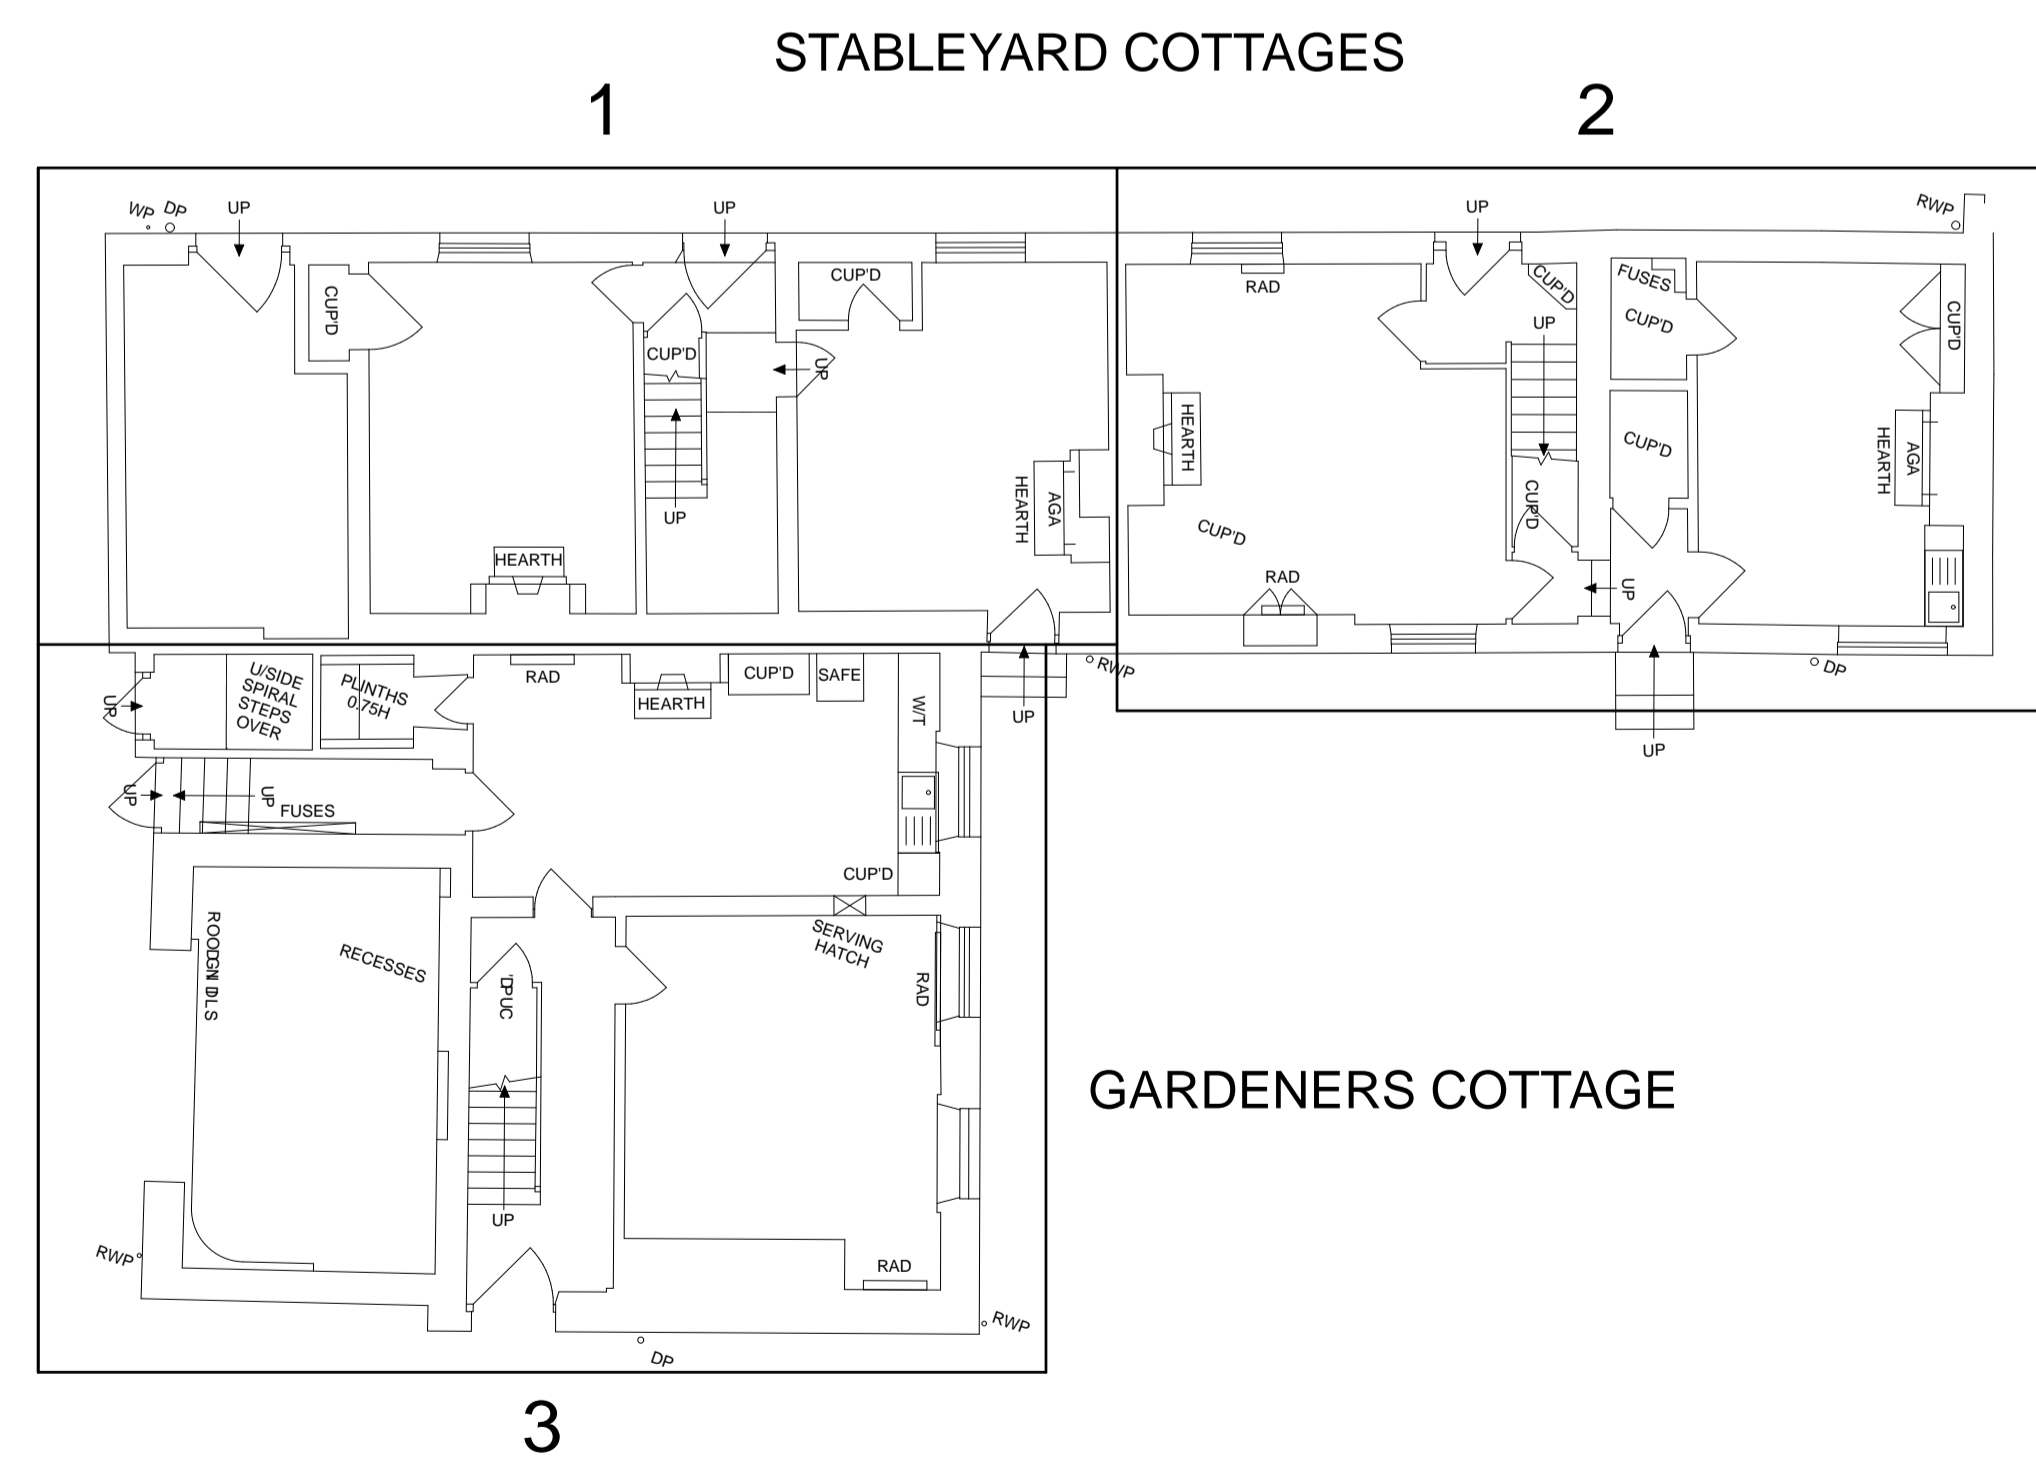 STABLEYARD COTTAGES
1
2
WP
DP
UP
UP
UP
RWP
CUP'D
CUP'D
RAD
CUP'D
FUSES
CUP'D
CUP'D
UP
CUP'D
UP
HEARTH
CUP'D
HEARTH
AGA
HEARTH
AGA
CUP'D
UP
CUP'D
HEARTH
RAD
UP
U/SIDE
SPIRAL
STEPS
OVER
PLINTHS
0.75H
RAD
HEARTH
CUP'D
SAFE
W/T
RWP
DP
UP
UP
UP
UP
UP
FUSES
CUP'D
SERVING
HATCH
RECESSES
RAD
GARDENERS COTTAGE
UP
RWP
RAD
RWP
DP
3